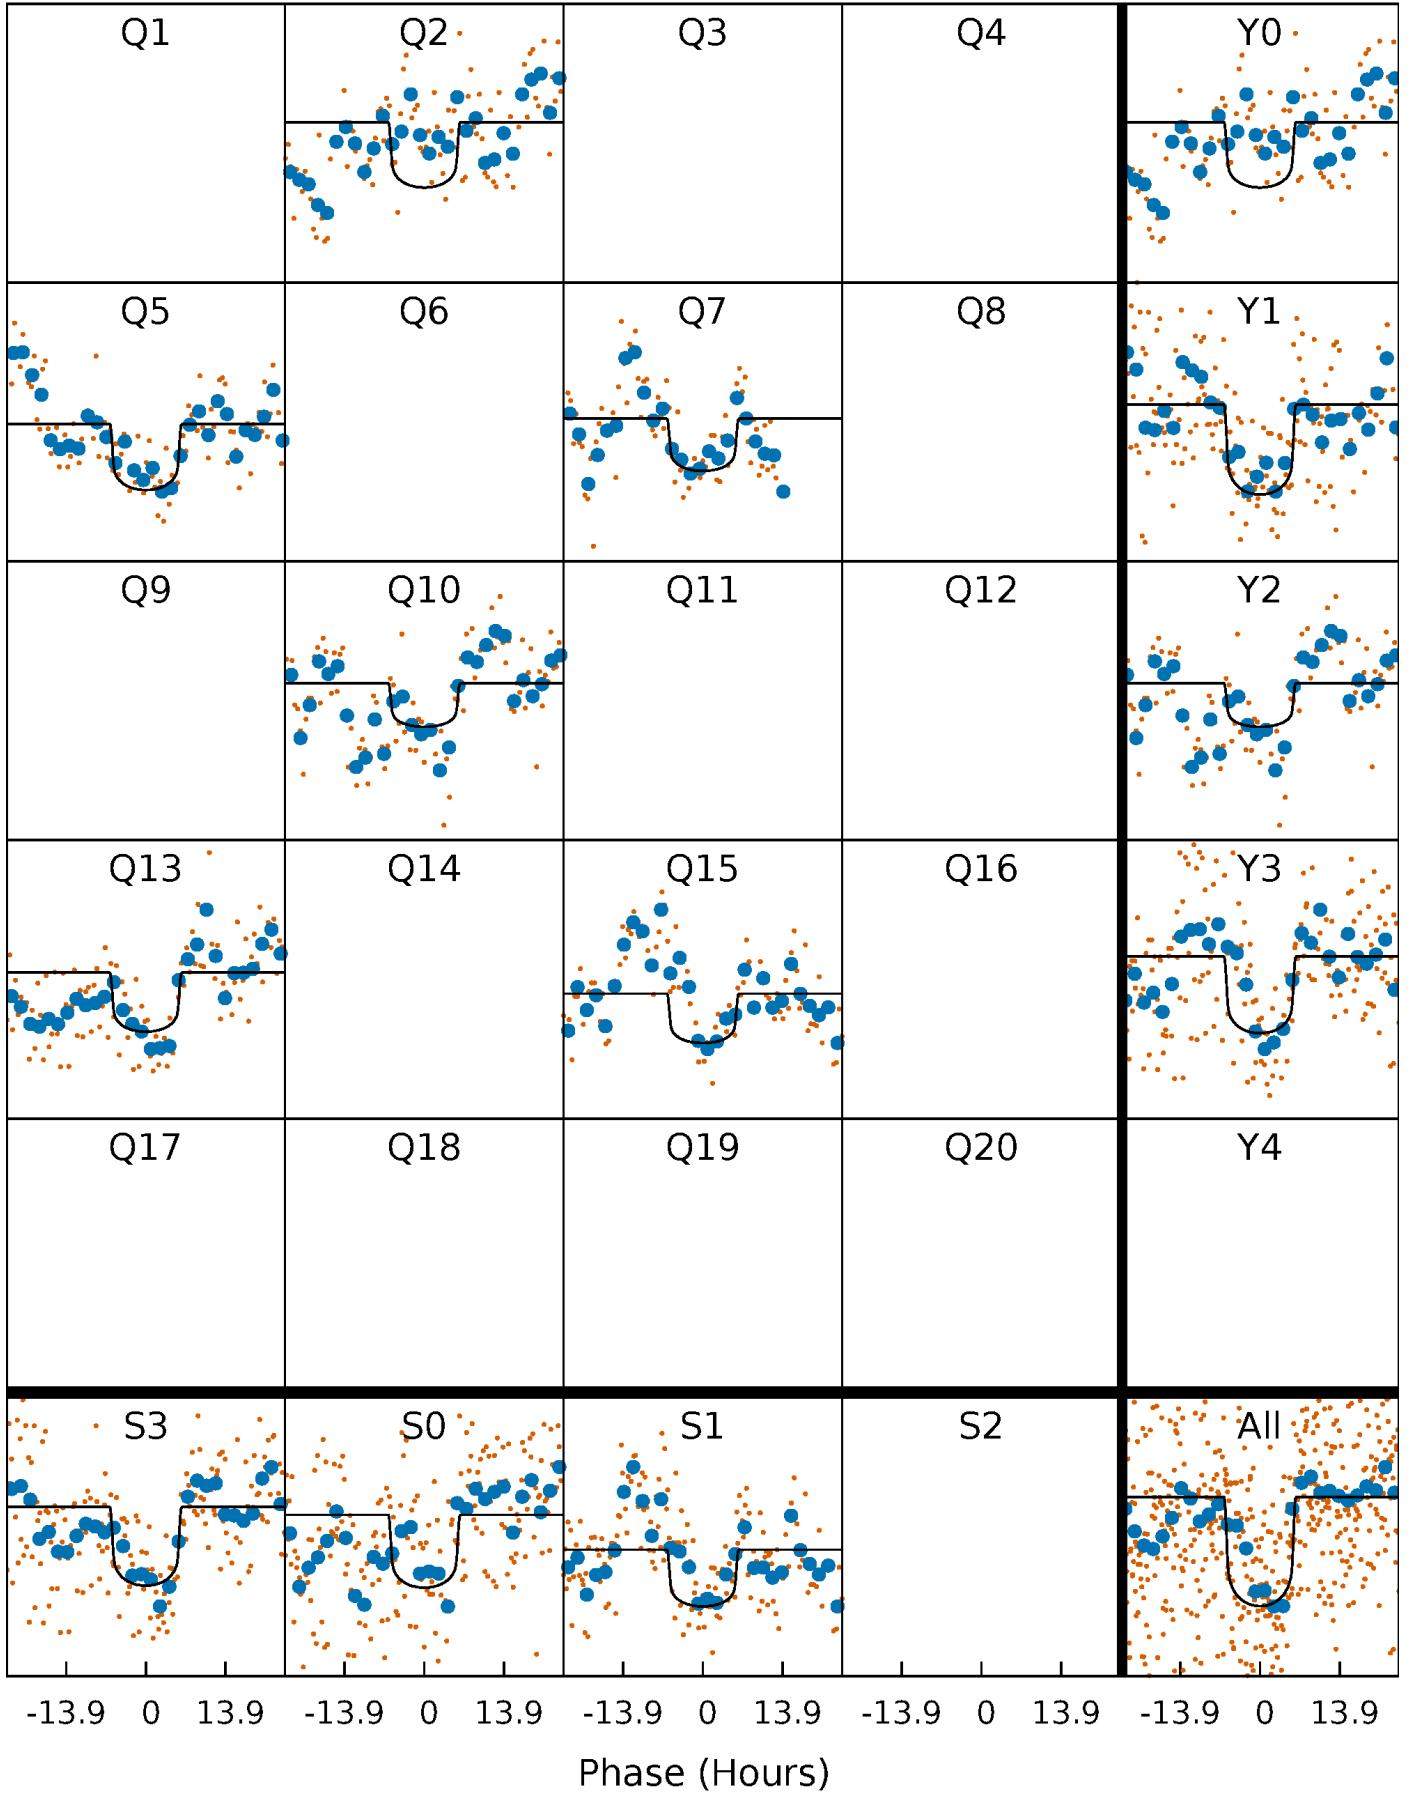 Q1 Q2 Q3 Q4 Y0
Q5 Q6 Q7 Q8 Y1
Q9 Q10 Q11 Q12 Y2
Q13 Q14 Q15 Q16 Y3
Q17 Q18 Q19 Q20 Y4
S3 S0 S1 S2 All
-13.9 0 13.9 -13.9 0 13.9 -13.9 0 13.9 -13.9 0 13.9 -13.9 0 13.9
Phase (Hours)